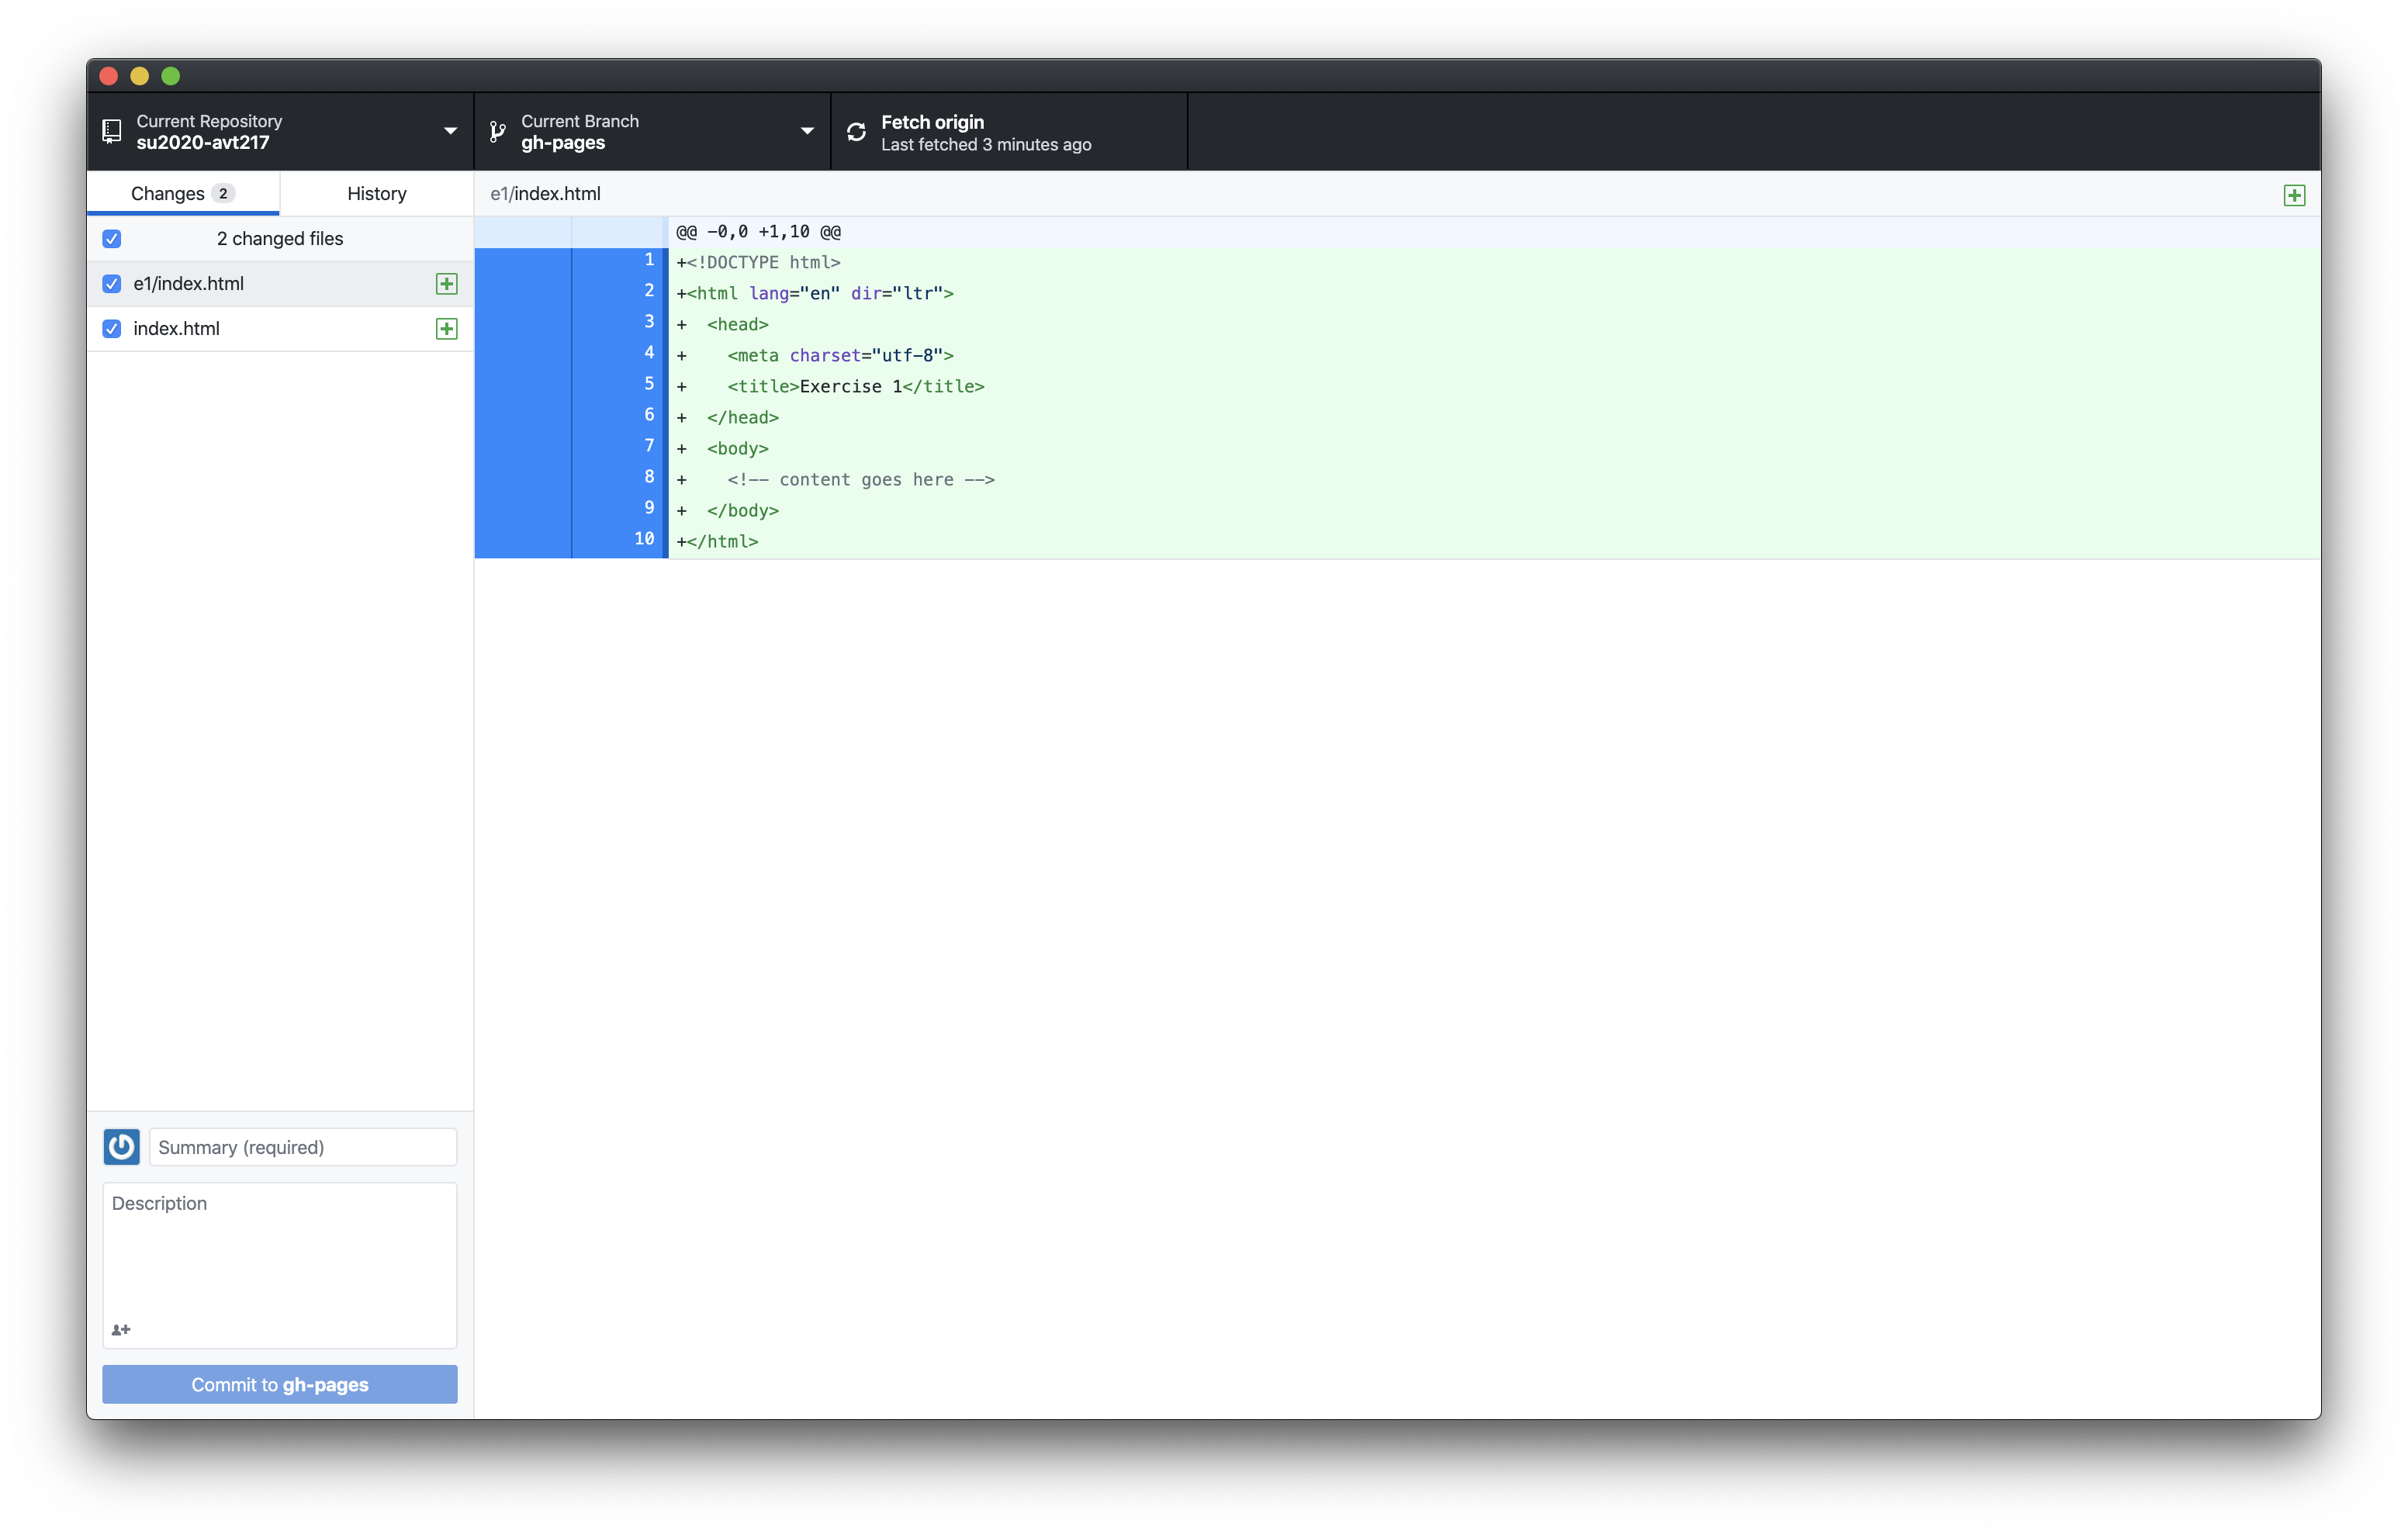 Current Repository
su2020-avt217
Current Branch
gh-pages
Fetch origin
Last fetched 3 minutes ago
Changes 2
History
e1/index.html
2 changed files
e1/index.html
index.html
@@ -0,0 +1,10 @@
1 +<!DOCTYPE html>
2 +<html lang="en" dir="ltr">
3 +  <head>
4 +    <meta charset="utf-8">
5 +    <title>Exercise 1</title>
6 +  </head>
7 +  <body>
8 +    <!-- content goes here -->
9 +  </body>
10 +</html>
Summary (required)
Description
Commit to gh-pages